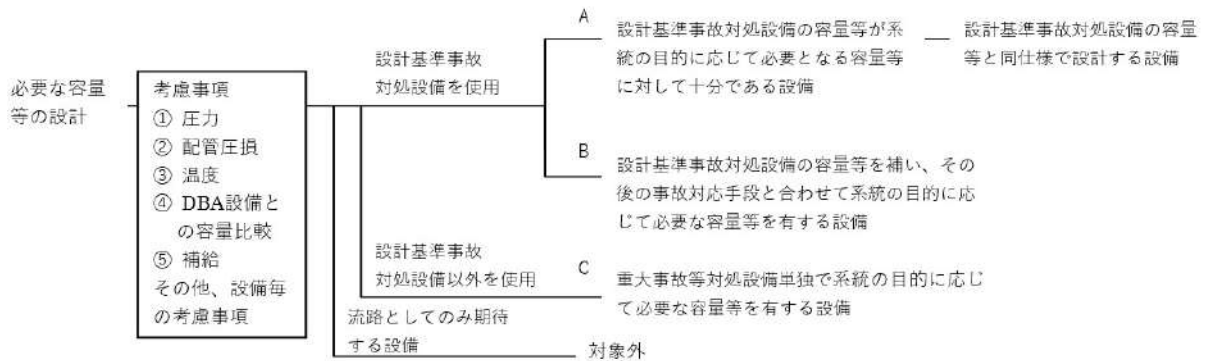 必要な容量
等の設計
考慮事項
① 圧力
② 配管圧損
③ 温度
④ DBA設備と
の容量比較
⑤ 補給
その他、設備毎
の考慮事項
設計基準事故
対処設備を使用
A
設計基準事故対処設備の容量等が系
統の目的に応じて必要となる容量等
に対して十分である設備
設計基準事故対処設備の容量
等と同仕様で設計する設備
B
設計基準事故対処設備の容量等を補い、その
後の事故対応手段と合わせて系統の目的に応
じて必要な容量等を有する設備
設計基準事故
対処設備以外を使用
C
重大事故等対処設備単独で系統の目的に応じ
て必要な容量等を有する設備
流路としてのみ期待
する設備
対象外